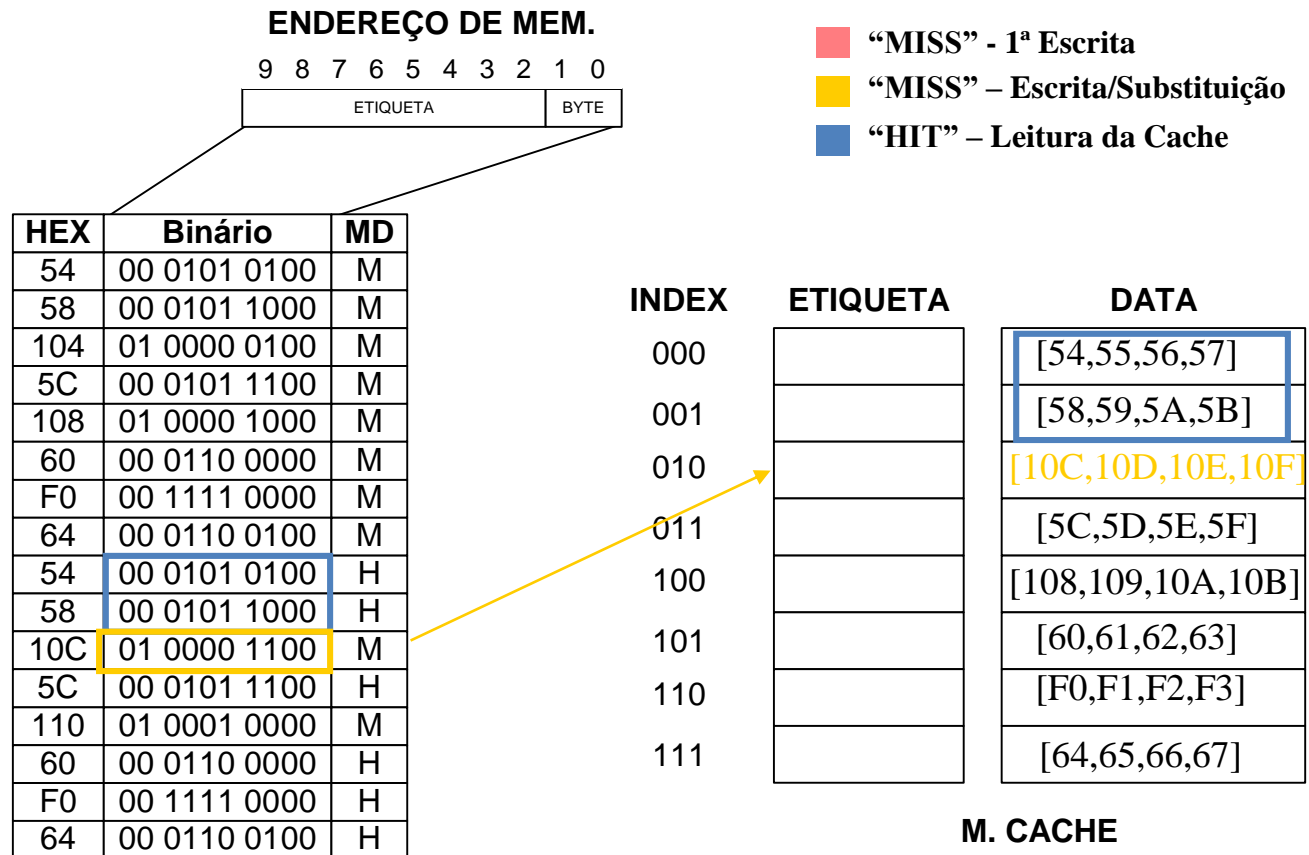 ENDEREÇO DE MEM.
9 8 7 6 5 4 3 2 1 0
ETIQUETA BYTE
“MISS” - 1ª Escrita
“MISS” – Escrita/Substituição
“HIT” – Leitura da Cache
HEX Binário MD
54 00 0101 0100 M
58 00 0101 1000 M
104 01 0000 0100 M
5C 00 0101 1100 M
108 01 0000 1000 M
60 00 0110 0000 M
F0 00 1111 0000 M
64 00 0110 0100 M
54 00 0101 0100 H
58 00 0101 1000 H
10C 01 0000 1100 M
5C 00 0101 1100 H
110 01 0001 0000 M
60 00 0110 0000 H
F0 00 1111 0000 H
64 00 0110 0100 H
INDEX ETIQUETA DATA
000 [54,55,56,57]
001 [58,59,5A,5B]
010 [10C,10D,10E,10F]
011 [5C,5D,5E,5F]
100 [108,109,10A,10B]
101 [60,61,62,63]
110 [F0,F1,F2,F3]
111 [64,65,66,67]
M. CACHE